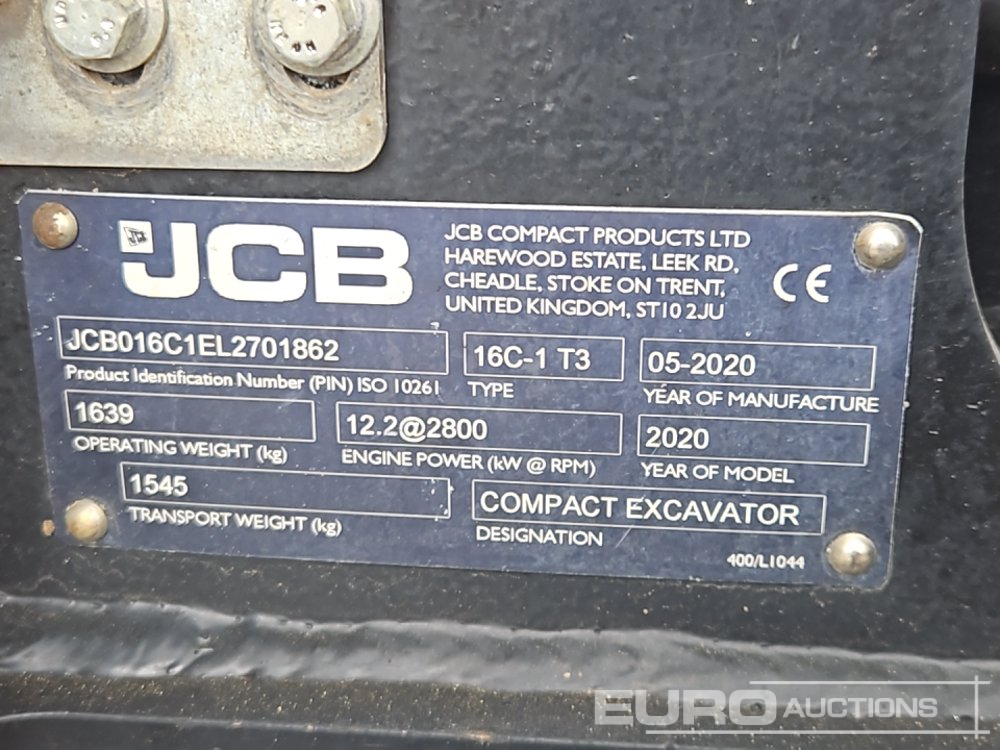 JCB
JCB COMPACT PRODUCTS LTD
HAREWOOD ESTATE, LEEK RD,
CHEADLE, STOKE ON TRENT,
UNITED KINGDOM, ST10 2JU
CE
JCB016C1EL2701862
Product Identification Number (PIN) ISO 10261
16C-1 T3
TYPE
05-2020
YEAR OF MANUFACTURE
1639
OPERATING WEIGHT (kg)
12.2@2800
ENGINE POWER (kW @ RPM)
2020
YEAR OF MODEL
1545
TRANSPORT WEIGHT (kg)
COMPACT EXCAVATOR
DESIGNATION
400/L1044
EURO AUCTIONS